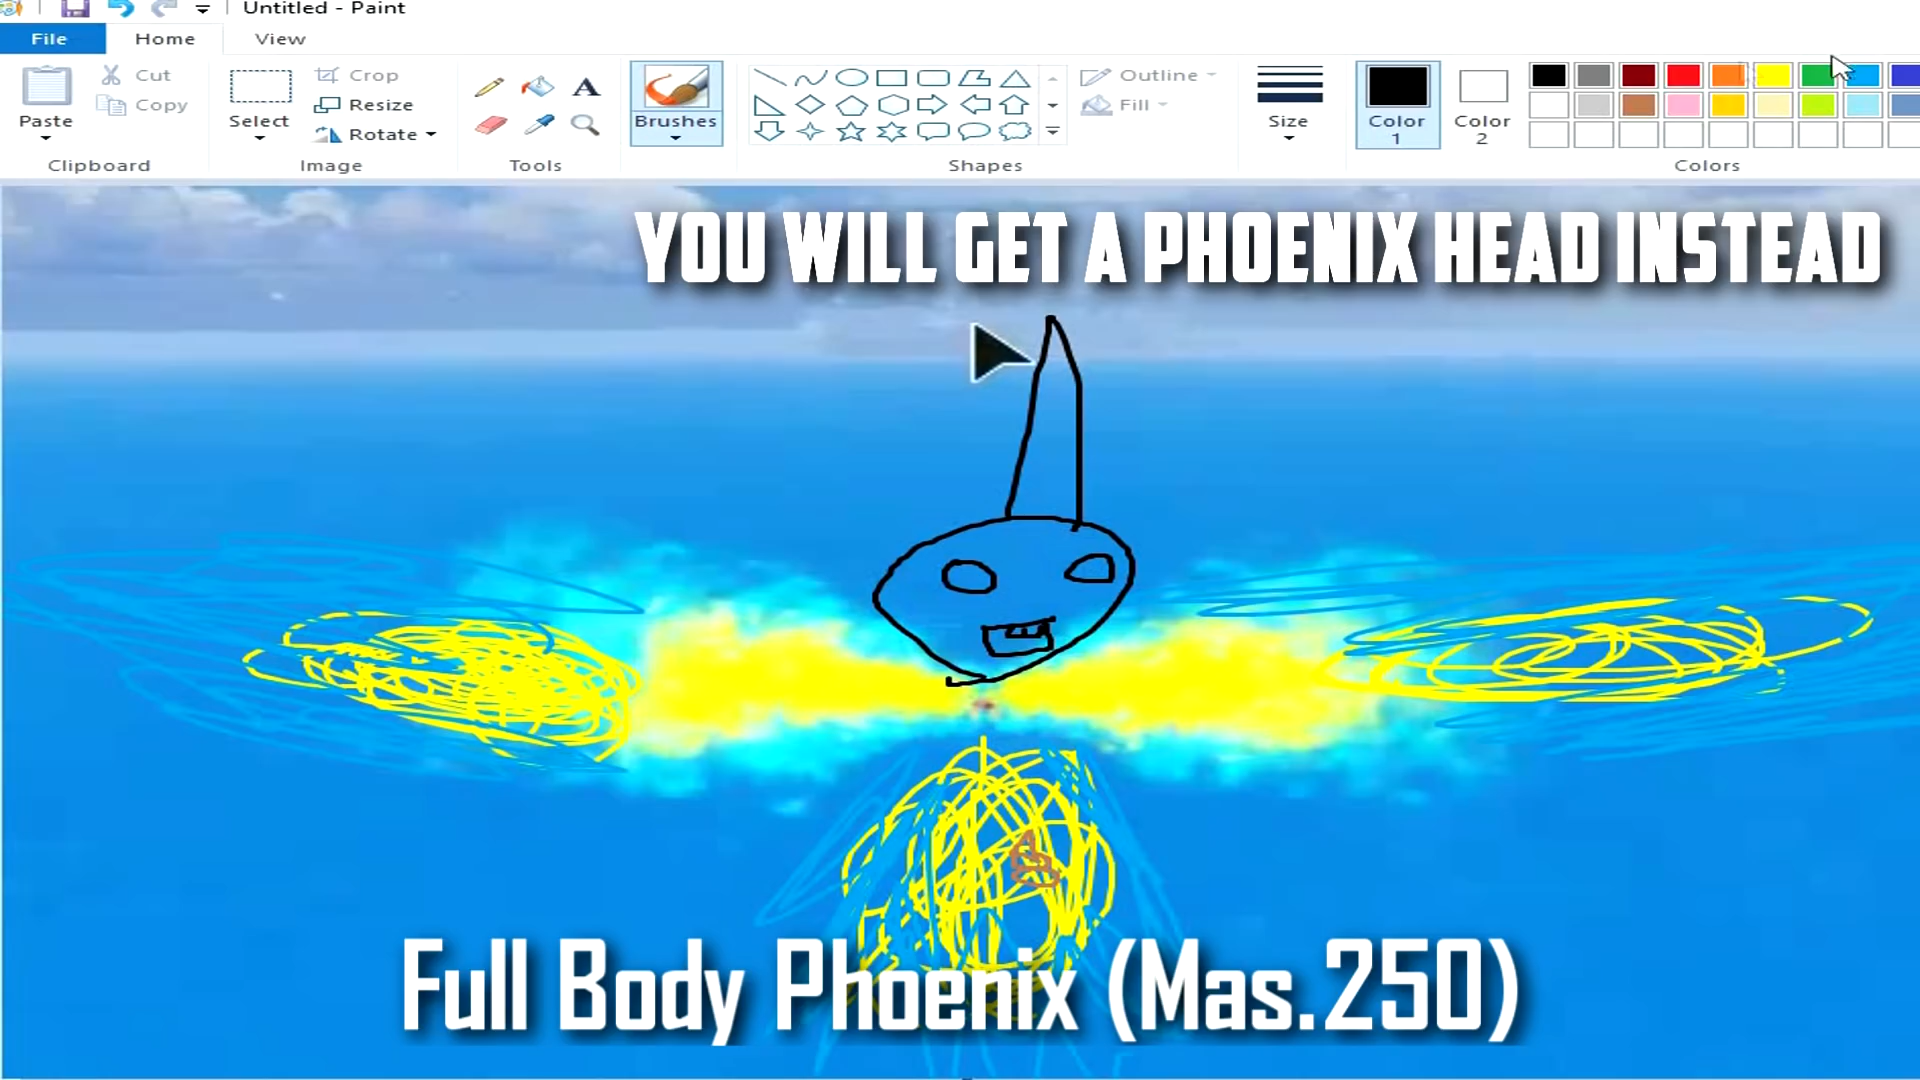 Untitled - Paint
File Home View
Cut
Crop
Outline
Copy
Resize
Fill
Paste
Select
Rotate
Brushes
Size
Color 1
Color 2
Clipboard
Image
Tools
Shapes
Colors
YOU WILL GET A PHOENIX HEAD INSTEAD
Full Body Phoenix (Mas.250)